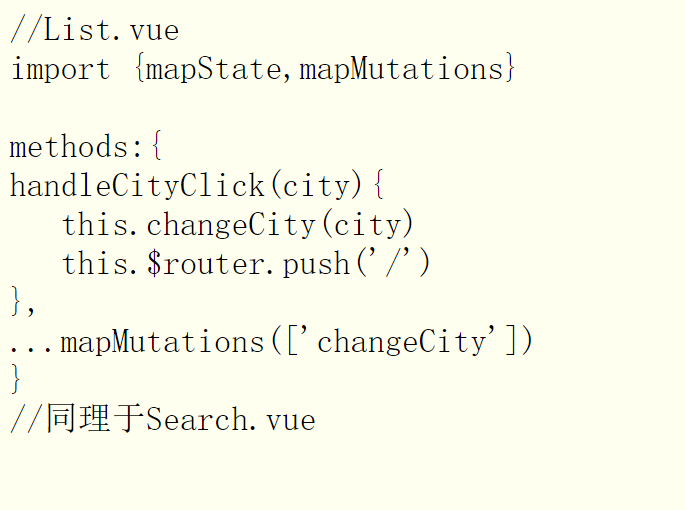 //List.vue
import {mapState,mapMutations}
methods:{
handleCityClick(city){
this.changeCity(city)
this.$router.push('/')
},
...mapMutations(['changeCity'])
}
//同理于Search.vue